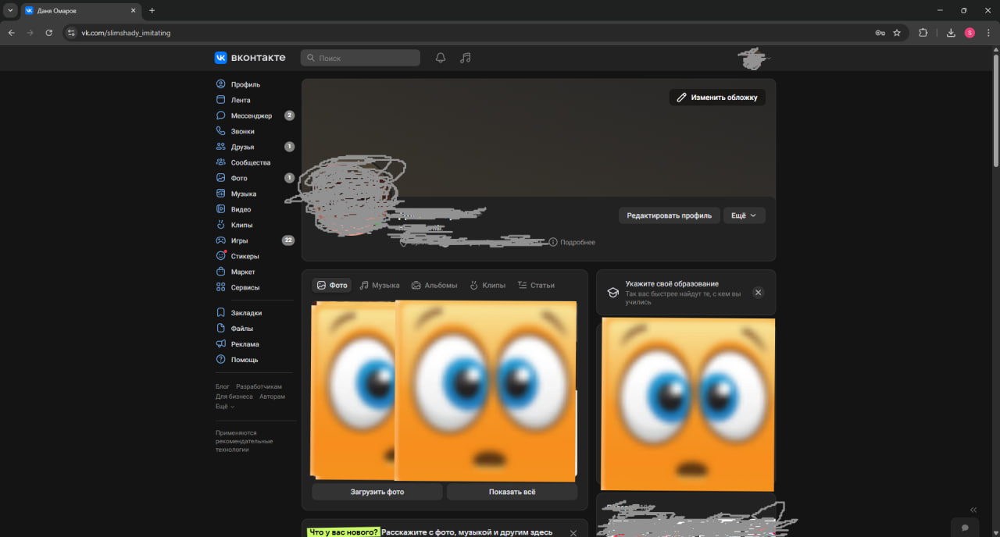 Даня Омаров
vk.com/slimshady_imitating
S
вконтакте
Поиск
Профиль
Лента
Мессенджер 2
Звонки
Друзья 1
Сообщества
Фото 1
Музыка
Видео
Клипы
Игры 22
Стикеры
Маркет
Сервисы
Закладки
Файлы
Реклама
Помощь
Блог Разработчикам
Для бизнеса Авторам
Ещё
Применяются
рекомендательные
технологии
Изменить обложку
Редактировать профиль Ещё
Подробнее
Фото Музыка Альбомы Клипы Статьи
Загрузить фото Показать всё
Что у вас нового? Расскажите с фото, музыкой и другим здесь
Укажите своё образование
Так вас быстрее найдут те, с кем вы
учились